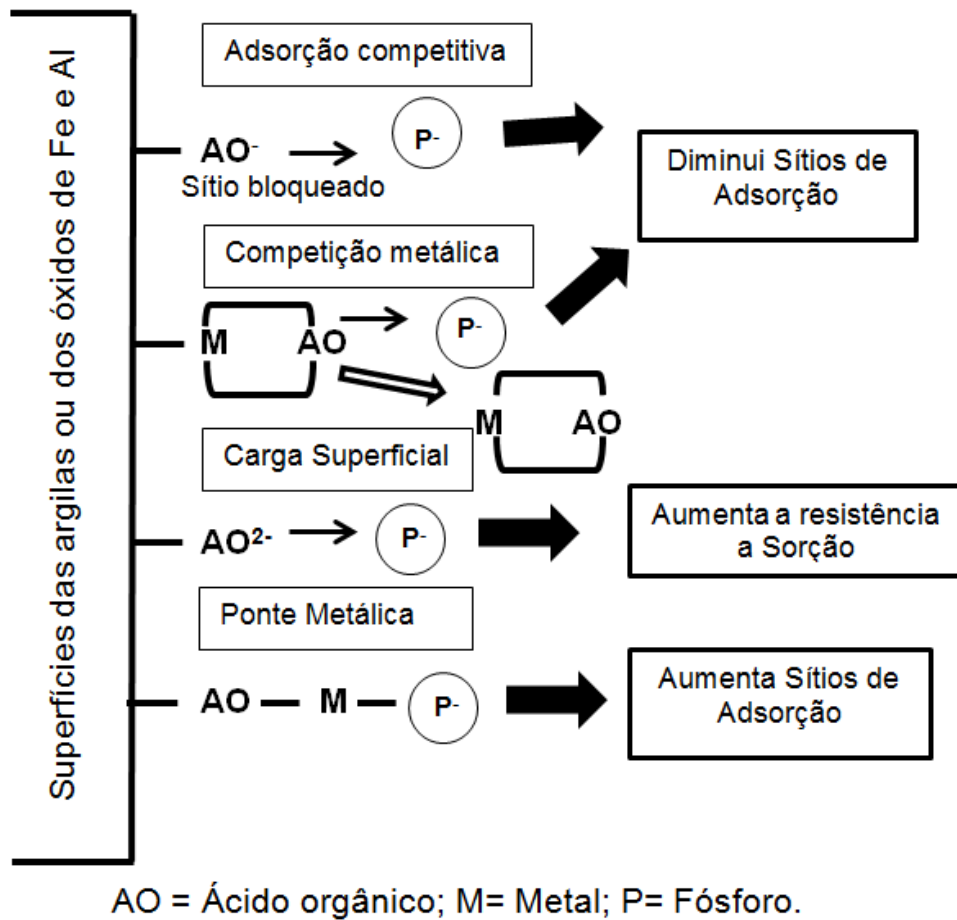 Superfícies das argilas ou dos óxidos de Fe e Al
Adsorção competitiva
AO-
P-
Sítio bloqueado
Diminui Sítios de
Adsorção
Competição metálica
M AO
P-
M AO
Carga Superficial
AO2-
P-
Aumenta a resistência
a Sorção
Ponte Metálica
AO M P-
Aumenta Sítios de
Adsorção
AO = Ácido orgânico; M= Metal; P= Fósforo.